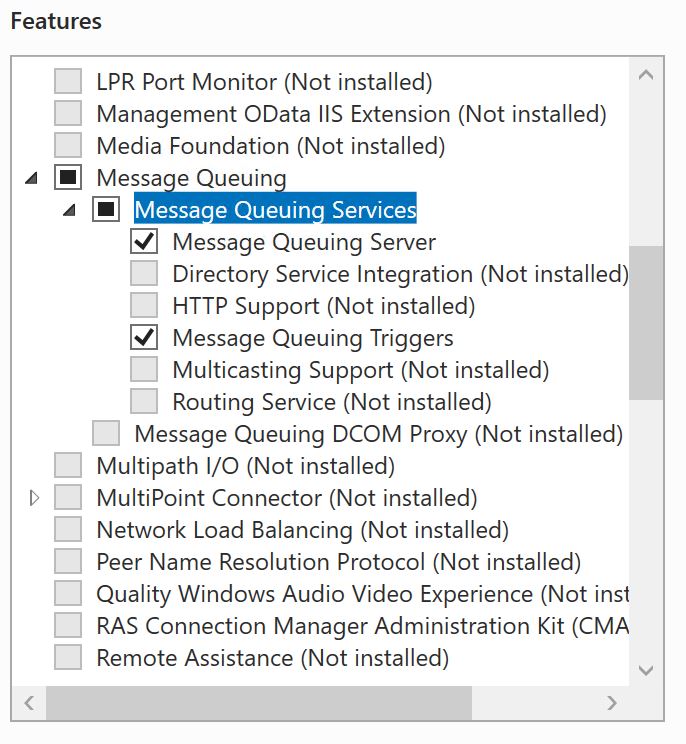 Features
LPR Port Monitor (Not installed)
Management OData IIS Extension (Not installed)
Media Foundation (Not installed)
Message Queuing
Message Queuing Services
Message Queuing Server
Directory Service Integration (Not installed)
HTTP Support (Not installed)
Message Queuing Triggers
Multicasting Support (Not installed)
Routing Service (Not installed)
Message Queuing DCOM Proxy (Not installed)
Multipath I/O (Not installed)
MultiPoint Connector (Not installed)
Network Load Balancing (Not installed)
Peer Name Resolution Protocol (Not installed)
Quality Windows Audio Video Experience (Not inst
RAS Connection Manager Administration Kit (CMA
Remote Assistance (Not installed)